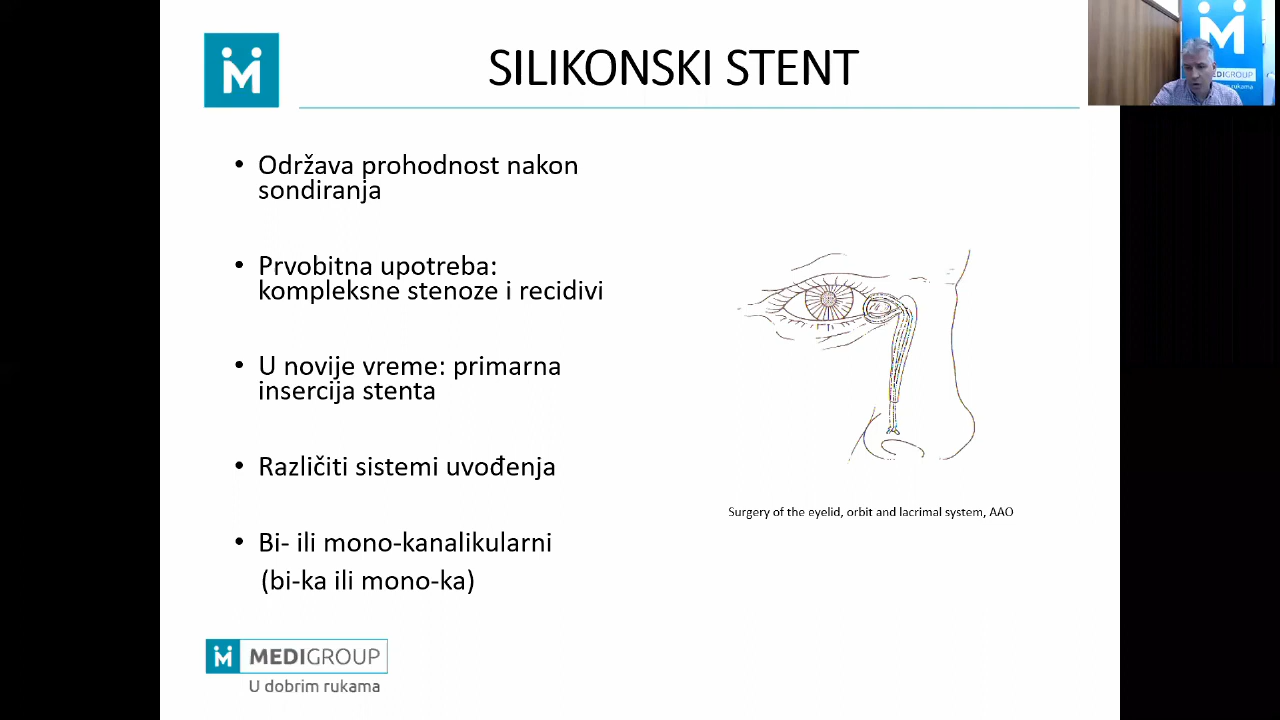 SILIKONSKI STENT
• Održava prohodnost nakon
sondiranja
• Prvobitna upotreba:
kompleksne stenoze i recidivi
• U novije vreme: primarna
insercija stenta
• Različiti sistemi uvođenja
• Bi- ili mono-kanalikularni
(bi-ka ili mono-ka)
Surgery of the eyelid, orbit and lacrimal system, AAO
MEDIGROUP
U dobrim rukama